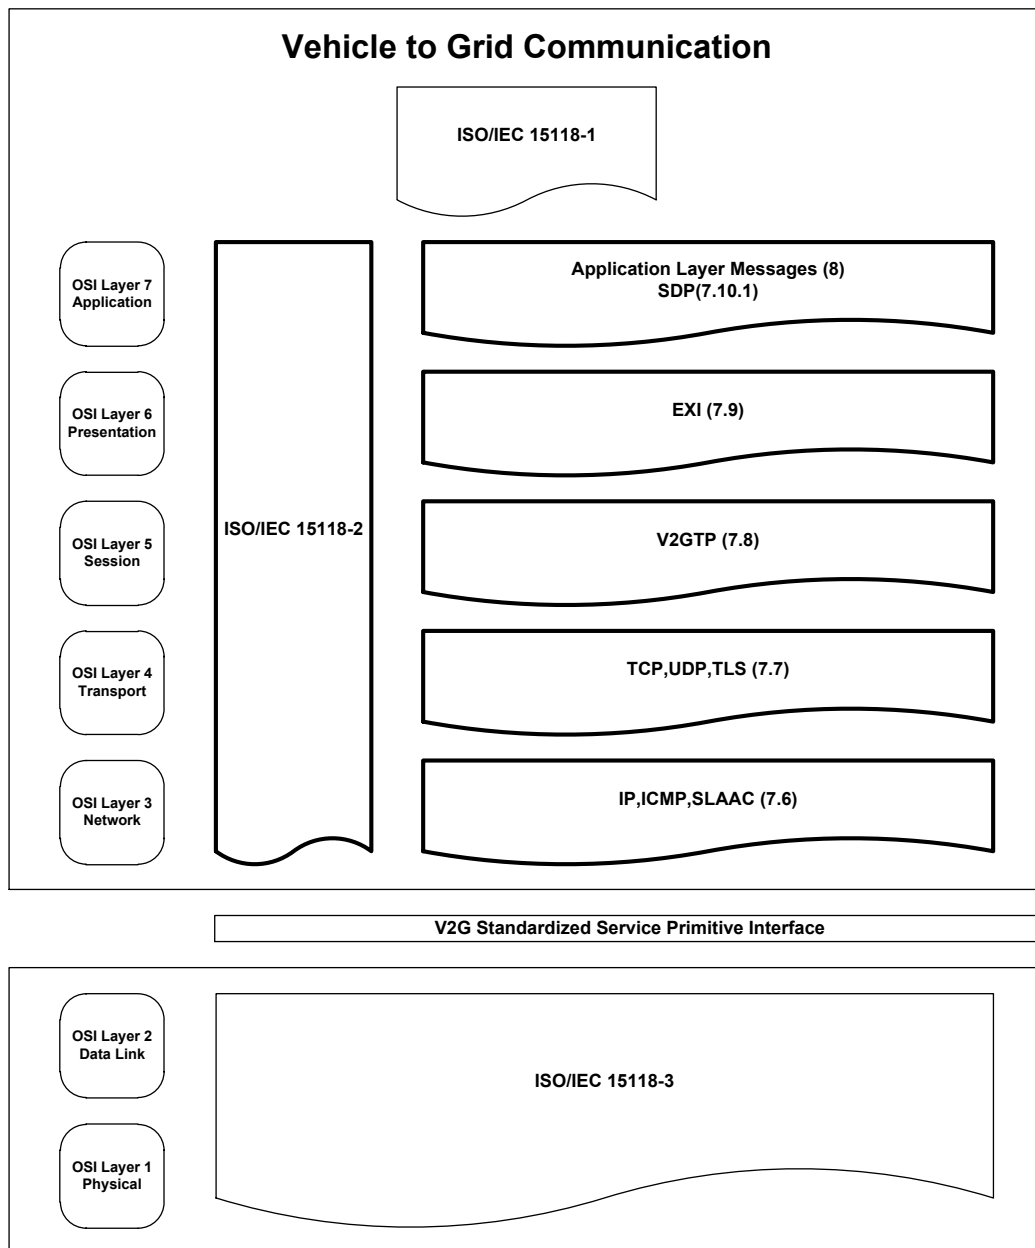 Vehicle to Grid Communication
ISO/IEC 15118-1
OSI Layer 7
Application
Application Layer Messages (8)
SDP(7.10.1)
OSI Layer 6
Presentation
EXI (7.9)
OSI Layer 5
Session
ISO/IEC 15118-2
V2GTP (7.8)
OSI Layer 4
Transport
TCP,UDP,TLS (7.7)
OSI Layer 3
Network
IP,ICMP,SLAAC (7.6)
V2G Standardized Service Primitive Interface
OSI Layer 2
Data Link
ISO/IEC 15118-3
OSI Layer 1
Physical